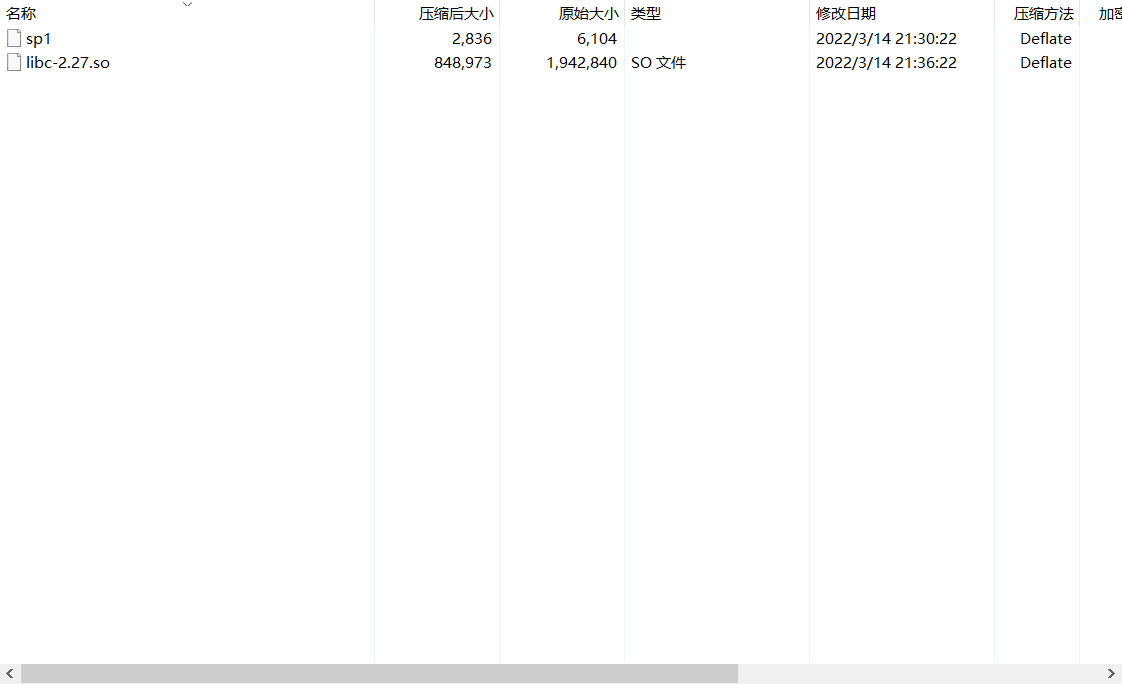 名称 压缩后大小 原始大小 类型 修改日期 压缩方法 加密
sp1 2,836 6,104 2022/3/14 21:30:22 Deflate
libc-2.27.so 848,973 1,942,840 SO 文件 2022/3/14 21:36:22 Deflate